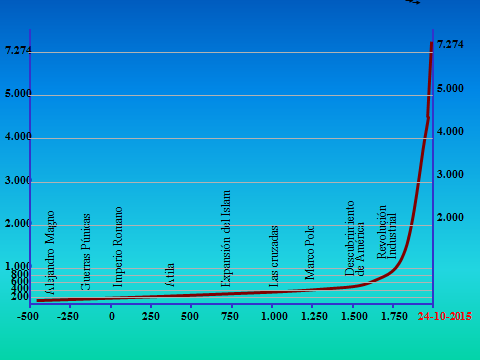 7.274
5.000
4.000
3.000
2.000
1.000
800
600
400
200
7.274
5.000
4.000
3.000
2.000
Alejandro Magno
Guerras Púnicas
Imperio Romano
Atila
Expansión del Islam
Las cruzadas
Marco Polo
Descubrimiento
de América
Revolución
Industrial
-500
-250
0
250
500
750
1.000
1.250
1.500
1.750
24-10-2015